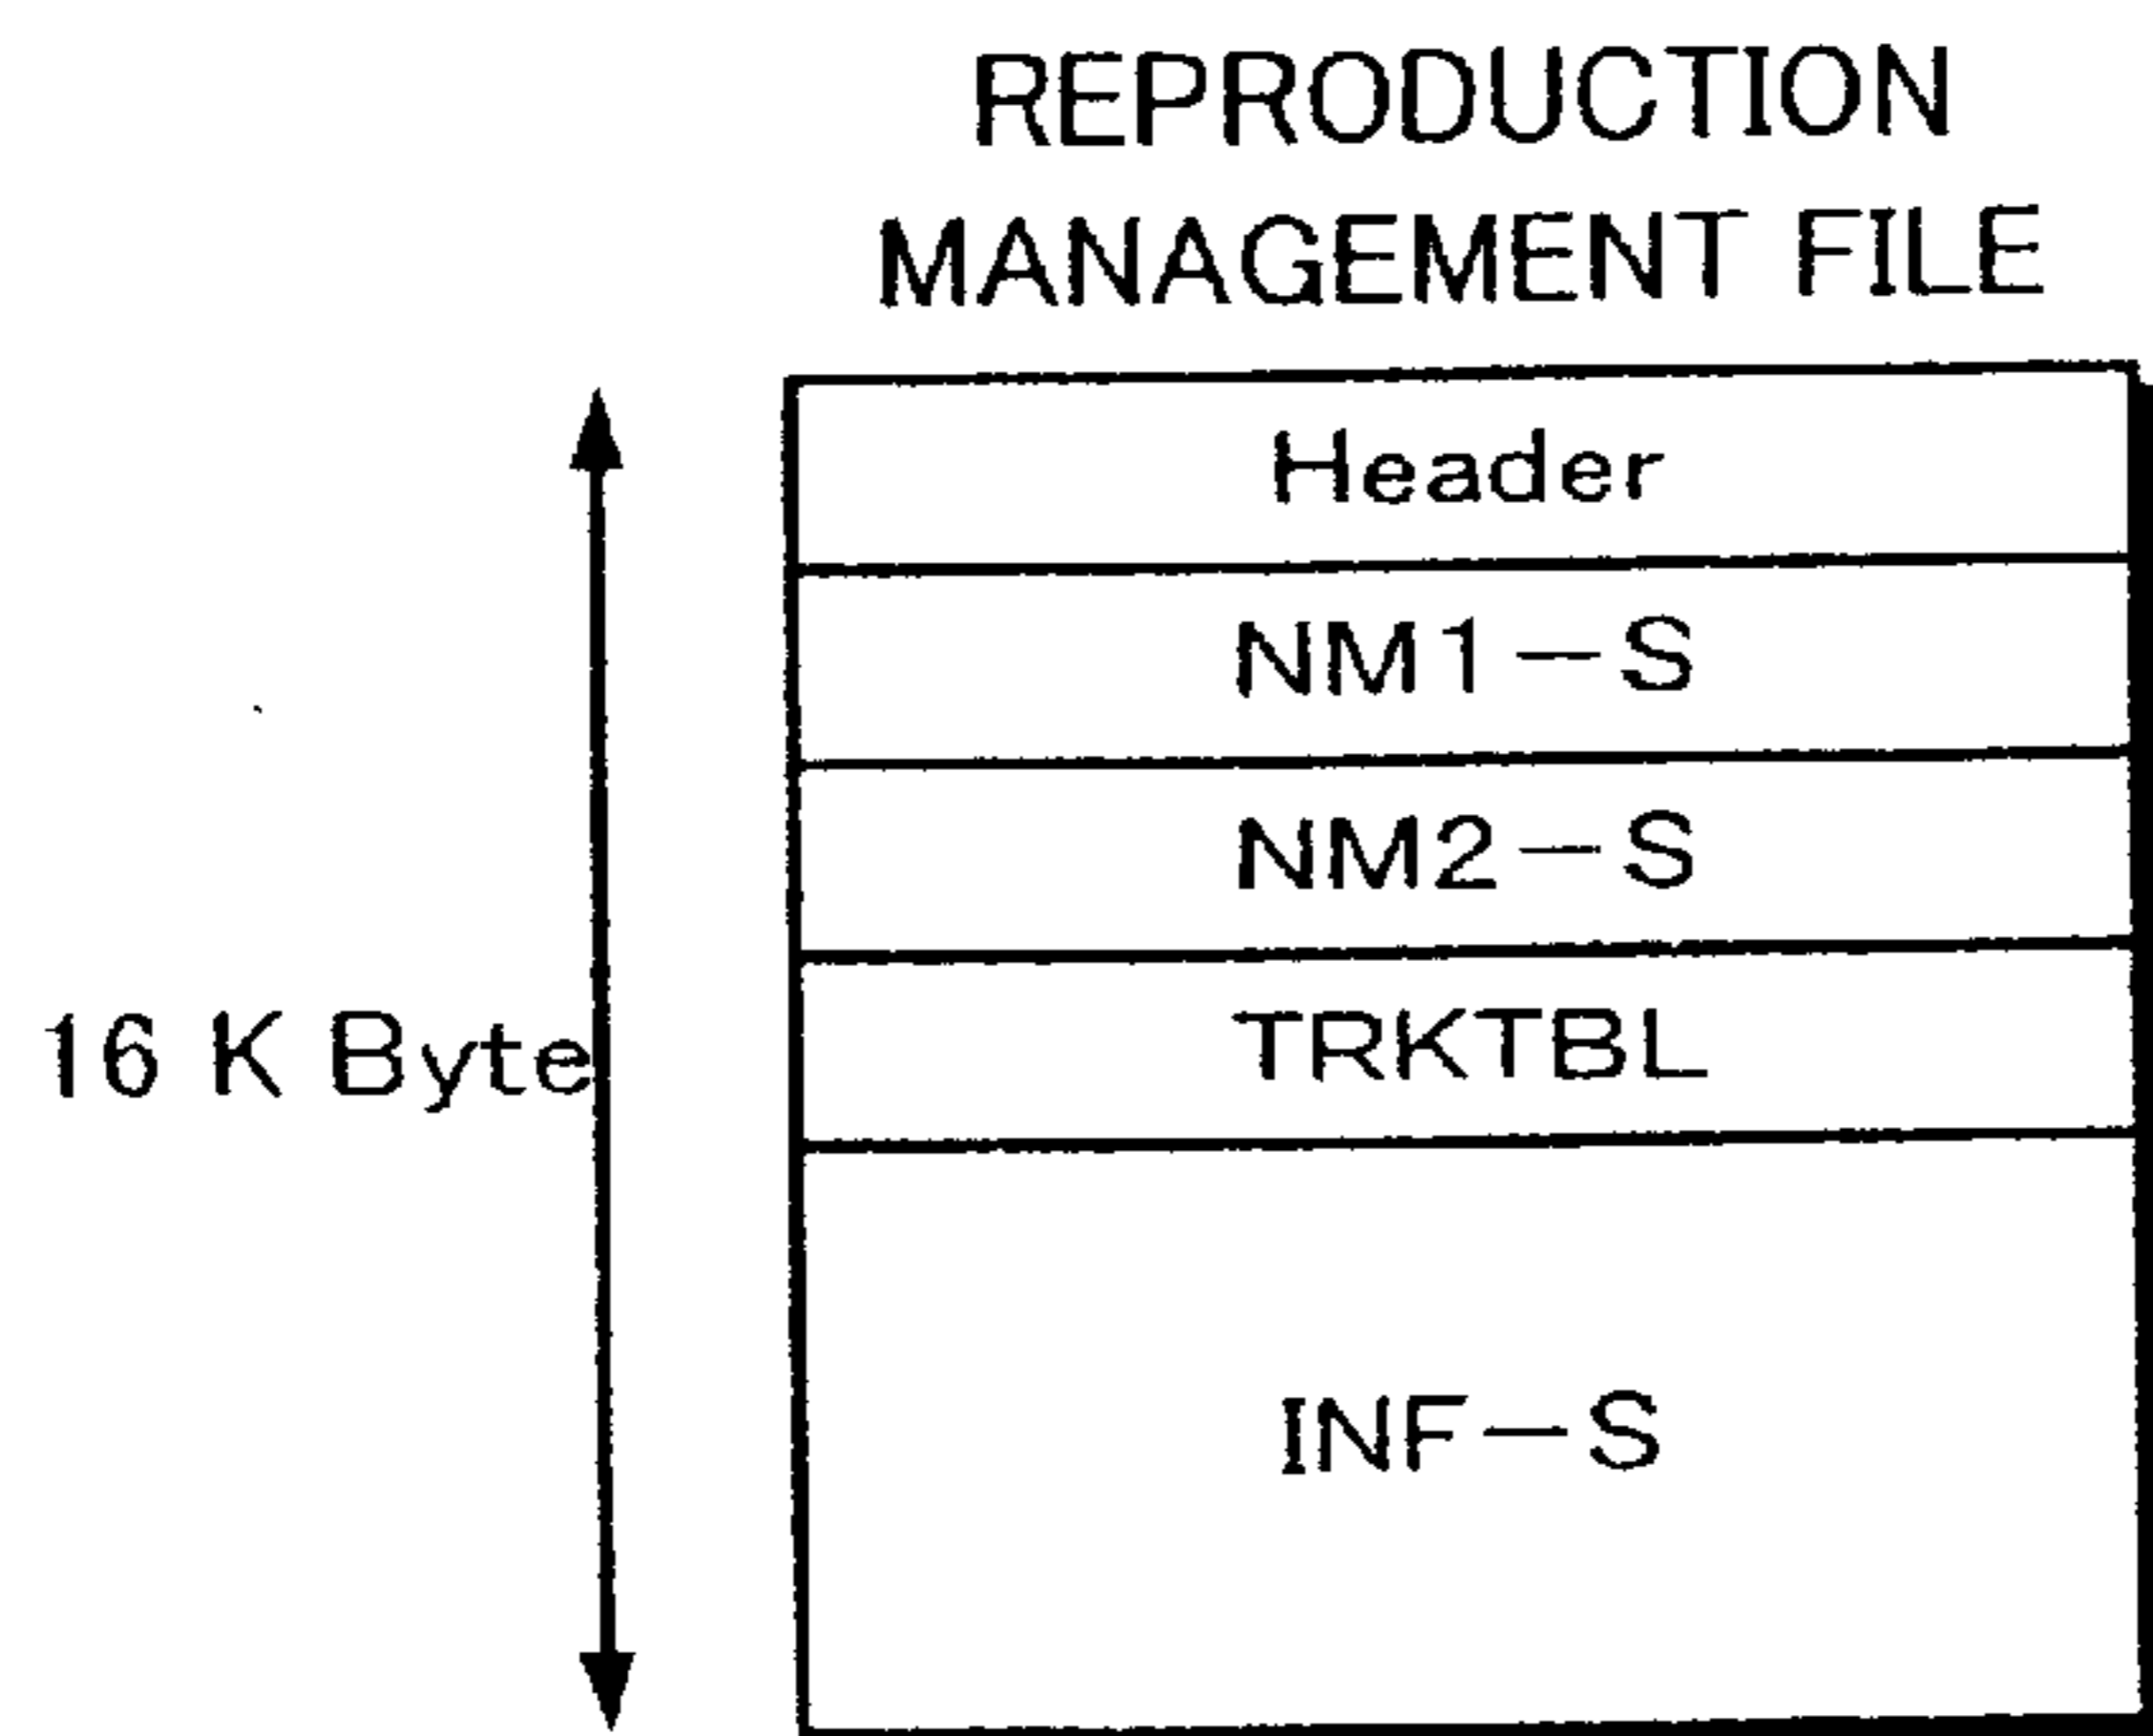 REPRODUCTION
MANAGEMENT FILE
Header
NM1-S
NM2-S
16 K Byte
TRKTBL
INF-S